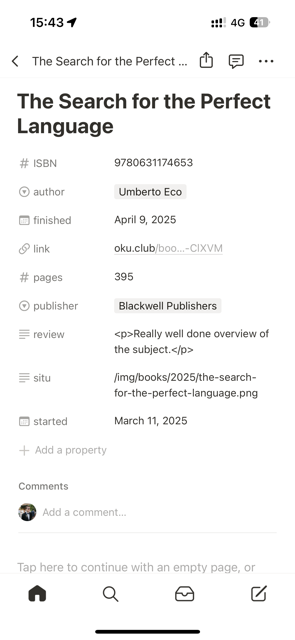 15:43
4G
41
The Search for the Perfect ...
The Search for the Perfect
Language
# ISBN 9780631174653
author Umberto Eco
finished April 9, 2025
link oku.club/boo...-CIXVM
# pages 395
publisher Blackwell Publishers
review <p>Really well done overview of
the subject.</p>
situ /img/books/2025/the-search-
for-the-perfect-language.png
started March 11, 2025
+ Add a property
Comments
Add a comment...
Tap here to continue with an empty page, or